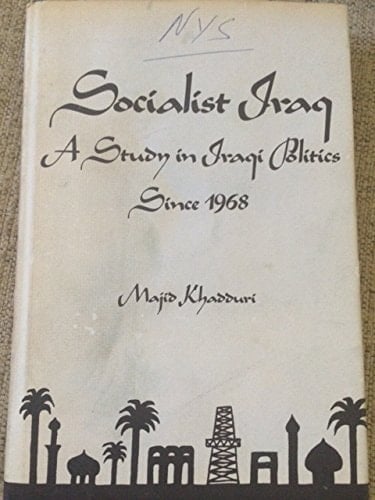 NYS
Socialist Iraq
A Study in Iraqi Politics
Since 1968
Majid Khadduri